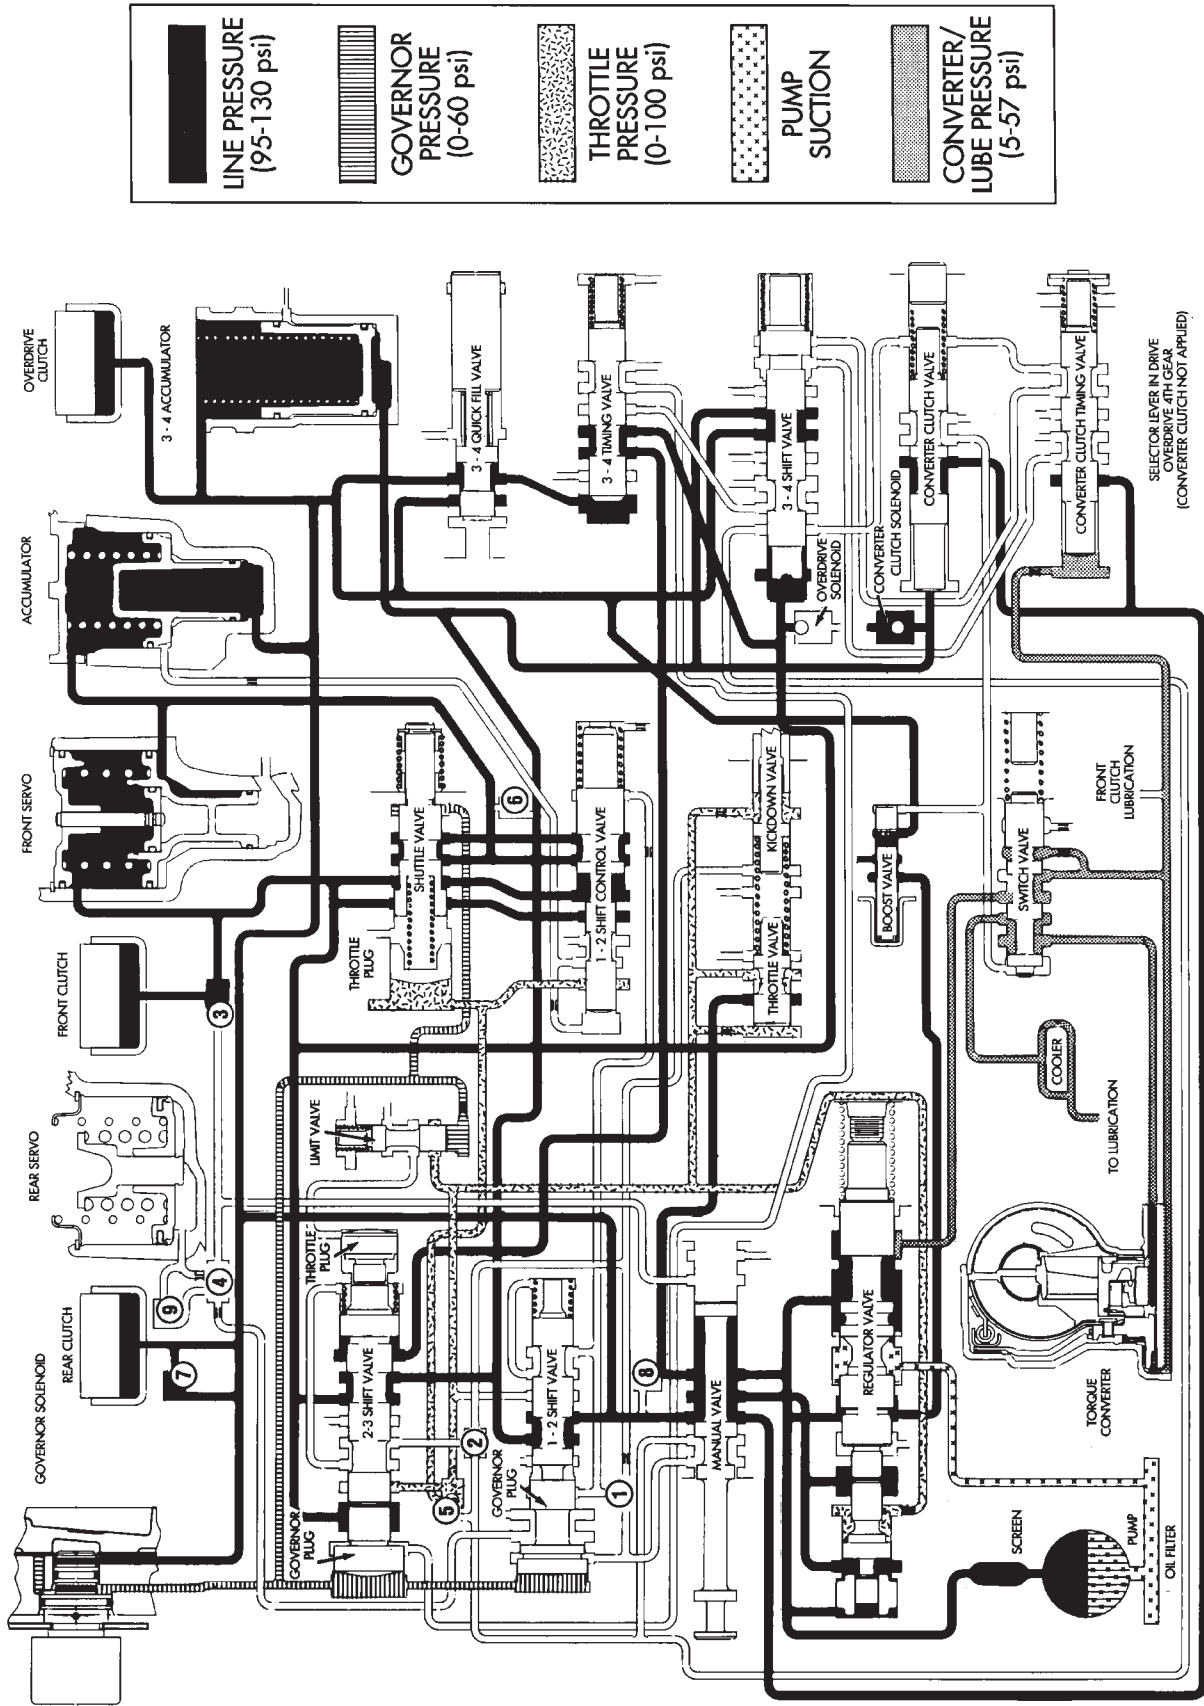 LINE PRESSURE
(95-130 psi)
GOVERNOR
PRESSURE
(0-60 psi)
THROTTLE
PRESSURE
(0-100 psi)
PUMP
SUCTION
CONVERTER/
LUBE PRESSURE
(5-57 psi)
GOVERNOR SOLENOID
REAR CLUTCH
REAR SERVO
FRONT CLUTCH
FRONT SERVO
ACCUMULATOR
OVERDRIVE
CLUTCH
3 - 4 ACCUMULATOR
7
9
4
3
GOVERNOR
PLUG
2-3 SHIFT VALVE
THROTTLE
PLUG
LIMIT VALVE
THROTTLE
PLUG
SHUTTLE VALVE
3 - 4 QUICK FILL VALVE
5
2
6
GOVERNOR
PLUG
1 - 2 SHIFT VALVE
1 - 2 SHIFT CONTROL VALVE
3 - 4 TIMING VALVE
1
8
MANUAL VALVE
THROTTLE VALVE
KICKDOWN VALVE
OVERDRIVE
SOLENOID
3 - 4 SHIFT VALVE
REGULATOR VALVE
BOOST VALVE
CONVERTER
CLUTCH SOLENOID
CONVERTER CLUTCH VALVE
SCREEN
COOLER
SWITCH VALVE
CONVERTER CLUTCH TIMING VALVE
TORQUE
CONVERTER
TO LUBRICATION
FRONT
CLUTCH
LUBRICATION
PUMP
OIL FILTER
SELECTOR LEVER IN DRIVE
OVERDRIVE 4TH GEAR
(CONVERTER CLUTCH NOT APPLIED)